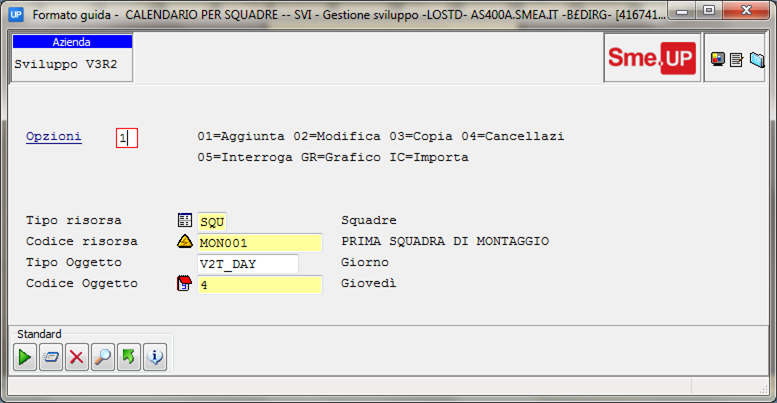 UP Formato guida - CALENDARIO PER SQUADRE -- SVI - Gestione sviluppo -LOSTD- AS400A.SMEA.IT -BÉDIRG- [416741...
Azienda
Sviluppo V3R2
Sme.UP
Opzioni 1 01=Aggiunta 02=Modifica 03=Copia 04=Cancellazi
05=Interroga GR=Grafico IC=Importa
Tipo risorsa SQU Squadre
Codice risorsa MON001 PRIMA SQUADRA DI MONTAGGIO
Tipo Oggetto V2T_DAY Giorno
Codice Oggetto 4 Giovedì
Standard